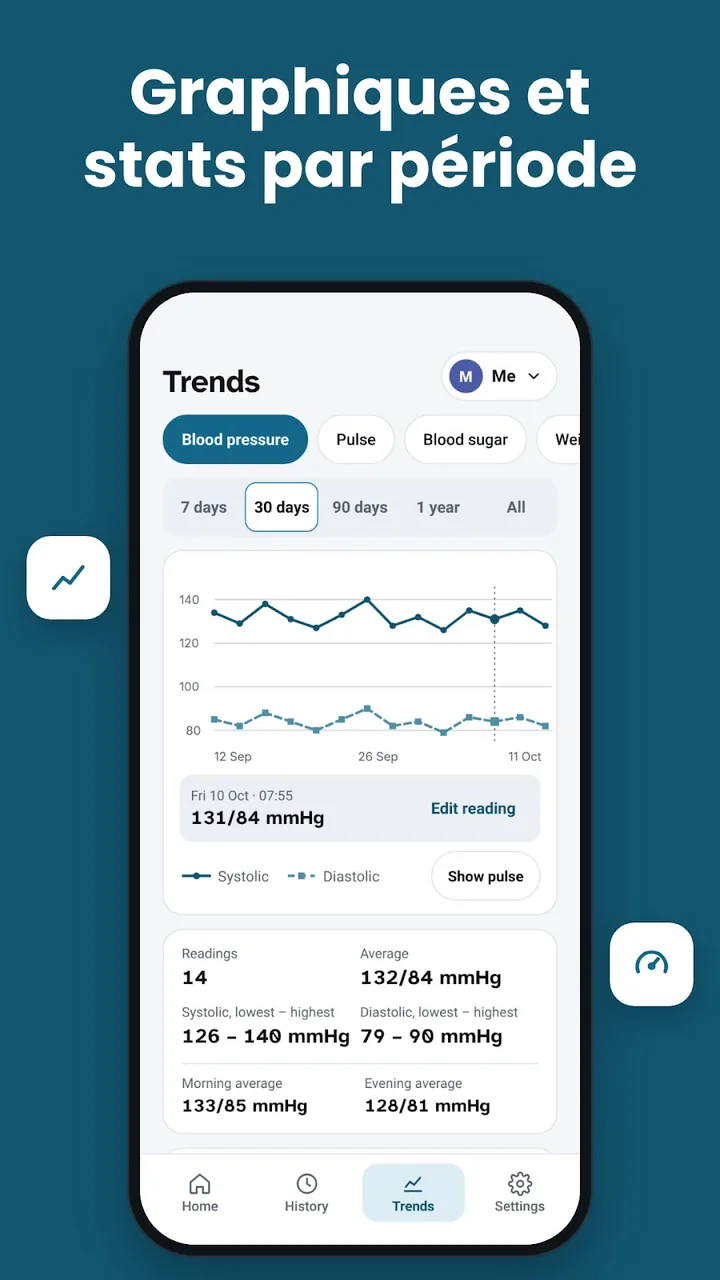 Graphiques et
stats par période
Trends
M Me
Blood pressure Pulse Blood sugar Wei
7 days 30 days 90 days 1 year All
140
120
100
80
12 Sep 26 Sep 11 Oct
Fri 10 Oct · 07:55
131/84 mmHg
Edit reading
Systolic Diastolic Show pulse
Readings Average
14 132/84 mmHg
Systolic, lowest – highest Diastolic, lowest – highest
126 – 140 mmHg 79 – 90 mmHg
Morning average Evening average
133/85 mmHg 128/81 mmHg
Home History Trends Settings